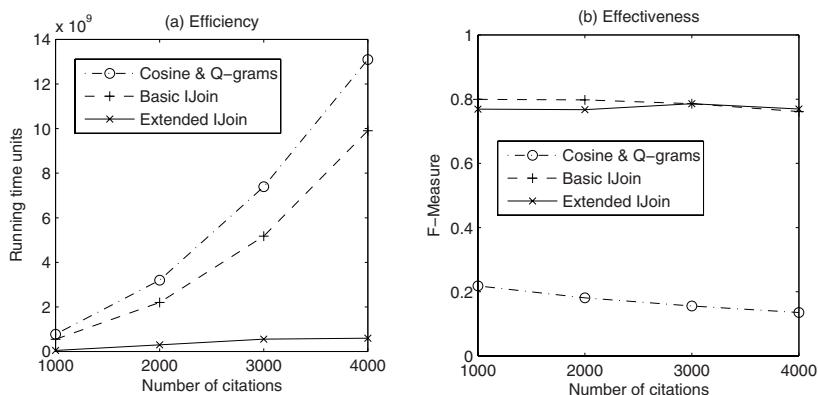 (a) Efficiency
x 10^9
14
12
10
8
6
4
2
0
Running time units
Cosine & Q-grams
Basic IJoin
Extended IJoin
1000 2000 3000 4000
Number of citations
(b) Effectiveness
1
0.8
0.6
0.4
0.2
0
F-Measure
Cosine & Q-grams
Basic IJoin
Extended IJoin
1000 2000 3000 4000
Number of citations